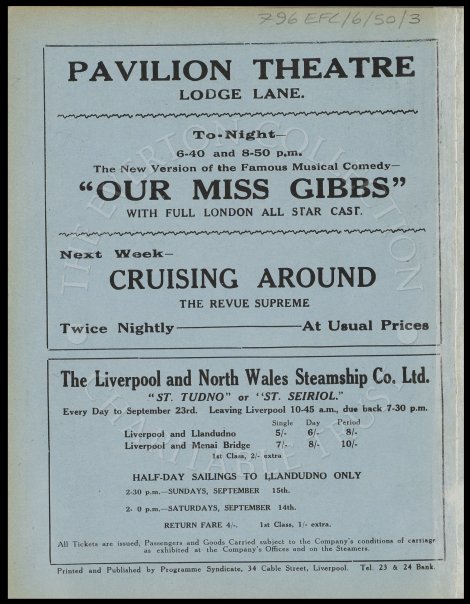 796 EFC/6/50/3
PAVILION THEATRE
LODGE LANE.
To-Night—
6-40 and 8-50 p.m.
The New Version of the Famous Musical Comedy—
"OUR MISS GIBBS"
WITH FULL LONDON ALL STAR CAST.
Next Week—
CRUISING AROUND
THE REVUE SUPREME
Twice Nightly — At Usual Prices
The Liverpool and North Wales Steamship Co. Ltd.
"ST. TUDNO" or "ST. SEIRIOL."
Every Day to September 23rd. Leaving Liverpool 10-45 a.m., due back 7-30 p.m.
Single Day Period
Liverpool and Llandudno 5/- 6/- 8/-
Liverpool and Menai Bridge 7/- 8/- 10/-
1st Class, 2/- extra
HALF-DAY SAILINGS TO LLANDUDNO ONLY
2-30 p.m.—SUNDAYS, SEPTEMBER 15th.
2- 0 p.m.—SATURDAYS, SEPTEMBER 14th.
RETURN FARE 4/-. 1st Class, 1/- extra.
All Tickets are issued, Passengers and Goods Carried subject to the Company's conditions of carriage
as exhibited at the Company's Offices and on the Steamers.
Printed and Published by Programme Syndicate, 34 Cable Street, Liverpool. Tel. 23 & 24 Bank.
THE EVERTON COLLECTION
CHARITABLE TRUST